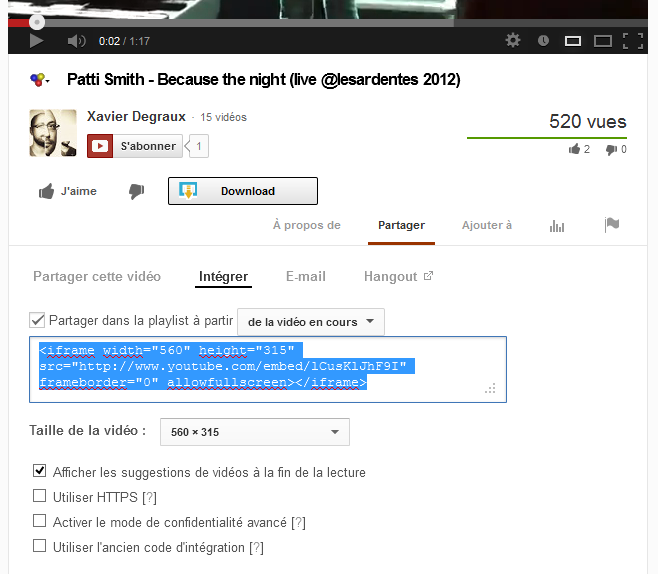 0:02 / 1:17
Patti Smith - Because the night (live @lesardentes 2012)
Xavier Degraux · 15 vidéos
520 vues
S'abonner 1
2 0
J'aime Download
À propos de Partager Ajouter à
Partager cette vidéo Intégrer E-mail Hangout
Partager dans la playlist à partir de la vidéo en cours
<iframe width="560" height="315"
src="http://www.youtube.com/embed/lCusKlJhF9I"
frameborder="0" allowfullscreen></iframe>
Taille de la vidéo : 560 × 315
Afficher les suggestions de vidéos à la fin de la lecture
Utiliser HTTPS [?]
Activer le mode de confidentialité avancé [?]
Utiliser l'ancien code d'intégration [?]